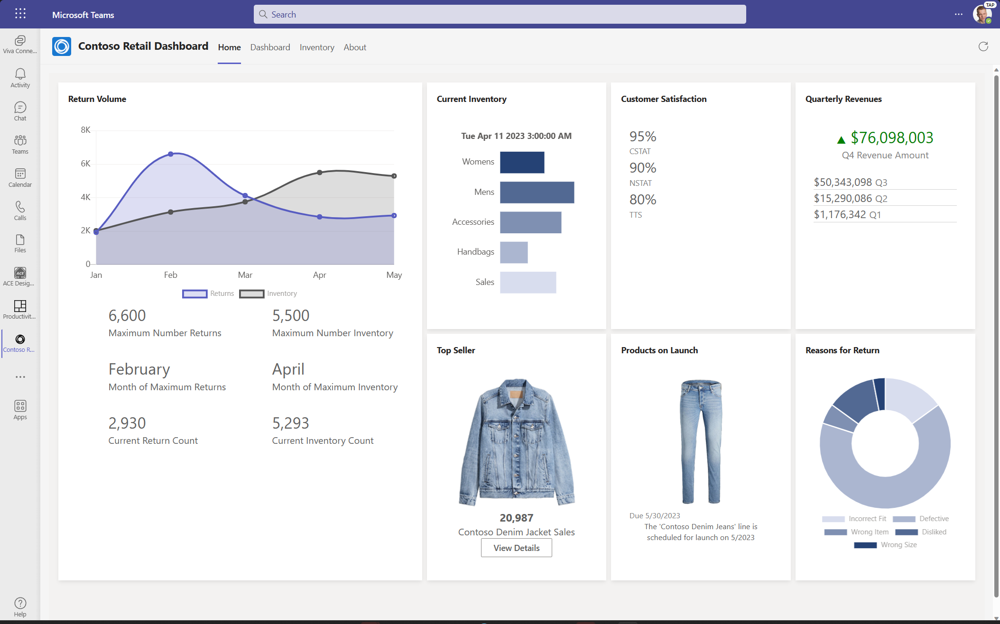 Microsoft Teams
Search
TAP
Viva Conne...
Activity
Chat
Teams
Calendar
Calls
Files
ACE
ACE Desig...
Productivit...
Contoso R...
Apps
Help
Contoso Retail Dashboard
Home
Dashboard
Inventory
About
Return Volume
8K
6K
4K
2K
0
Jan
Feb
Mar
Apr
May
Returns
Inventory
6,600
Maximum Number Returns
5,500
Maximum Number Inventory
February
Month of Maximum Returns
April
Month of Maximum Inventory
2,930
Current Return Count
5,293
Current Inventory Count
Current Inventory
Tue Apr 11 2023 3:00:00 AM
Womens
Mens
Accessories
Handbags
Sales
Customer Satisfaction
95%
CSTAT
90%
NSTAT
80%
TTS
Quarterly Revenues
▲ $76,098,003
Q4 Revenue Amount
$50,343,098 Q3
$15,290,086 Q2
$1,176,342 Q1
Top Seller
20,987
Contoso Denim Jacket Sales
View Details
Products on Launch
Due 5/30/2023
The 'Contoso Denim Jeans' line is
scheduled for launch on 5/2023
Reasons for Return
Incorrect Fit
Defective
Wrong Item
Disliked
Wrong Size